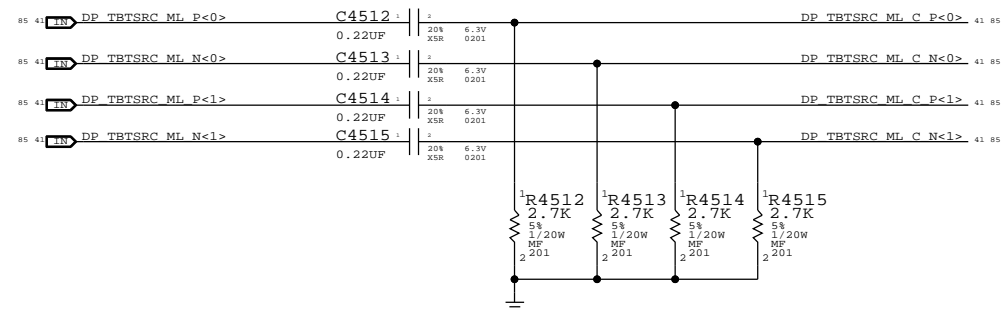 85 41 IN DP_TBTSRC_ML_P<0> C4512 1 2 DP_TBTSRC_ML_C_P<0> 41 85
0.22UF 20% 6.3V
X5R 0201
85 41 IN DP_TBTSRC_ML_N<0> C4513 1 2 DP_TBTSRC_ML_C_N<0> 41 85
0.22UF 20% 6.3V
X5R 0201
85 41 IN DP_TBTSRC_ML_P<1> C4514 1 2 DP_TBTSRC_ML_C_P<1> 41 85
0.22UF 20% 6.3V
X5R 0201
85 41 IN DP_TBTSRC_ML_N<1> C4515 1 2 DP_TBTSRC_ML_C_N<1> 41 85
0.22UF 20% 6.3V
X5R 0201
1 R4512 1 R4513 1 R4514 1 R4515
2.7K 2.7K 2.7K 2.7K
5% 5% 5% 5%
1/20W 1/20W 1/20W 1/20W
MF MF MF MF
2 201 2 201 2 201 2 201